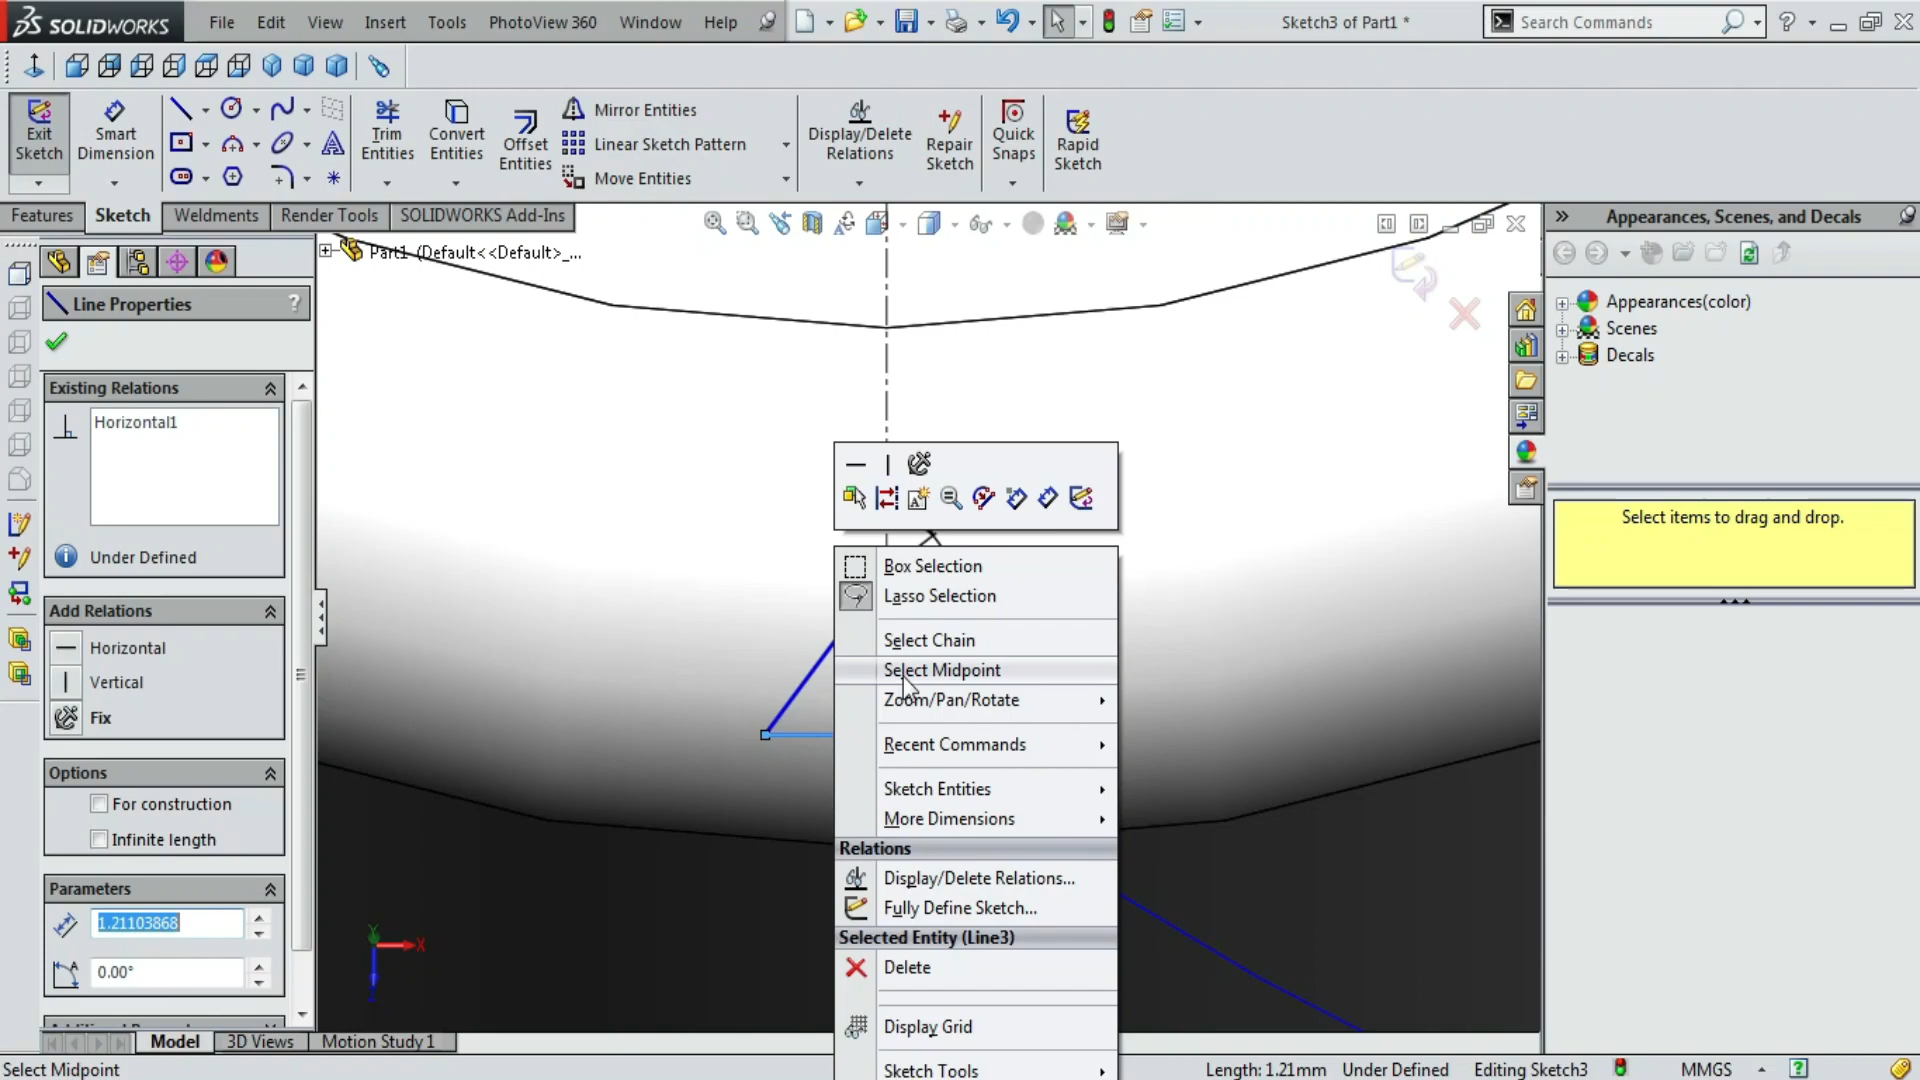 SOLIDWORKS
File Edit View Insert Tools PhotoView 360 Window Help
Sketch3 of Part1 *
Search Commands
Exit Sketch
Smart Dimension
Trim Entities
Convert Entities
Offset Entities
Mirror Entities
Linear Sketch Pattern
Move Entities
Display/Delete Relations
Repair Sketch
Quick Snaps
Rapid Sketch
Features Sketch Weldments Render Tools SOLIDWORKS Add-Ins
Part1 (Default<<Default>_...
Appearances, Scenes, and Decals
Appearances(color)
Scenes
Decals
Select items to drag and drop.
Line Properties
?
Existing Relations
Horizontal1
Under Defined
Add Relations
Horizontal
Vertical
Fix
Options
For construction
Infinite length
Parameters
1.21103868
0.00°
Box Selection
Lasso Selection
Select Chain
Select Midpoint
Zoom/Pan/Rotate
Recent Commands
Sketch Entities
More Dimensions
Relations
Display/Delete Relations...
Fully Define Sketch...
Selected Entity (Line3)
Delete
Display Grid
Sketch Tools
Y
X
Model 3D Views Motion Study 1
Select Midpoint
Length: 1.21mm Under Defined Editing Sketch3 MMGS ?